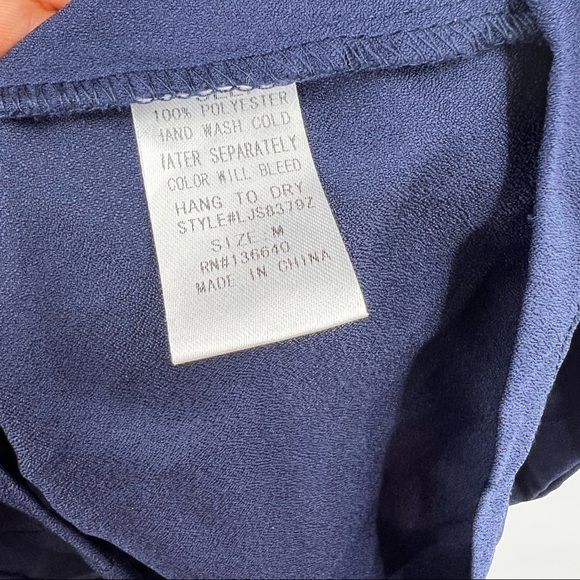 100% POLYESTER
HAND WASH COLD
WATER SEPARATELY
COLOR WILL BLEED
HANG TO DRY
STYLE#LJS8379Z
SIZE:M
RN#136640
MADE IN CHINA